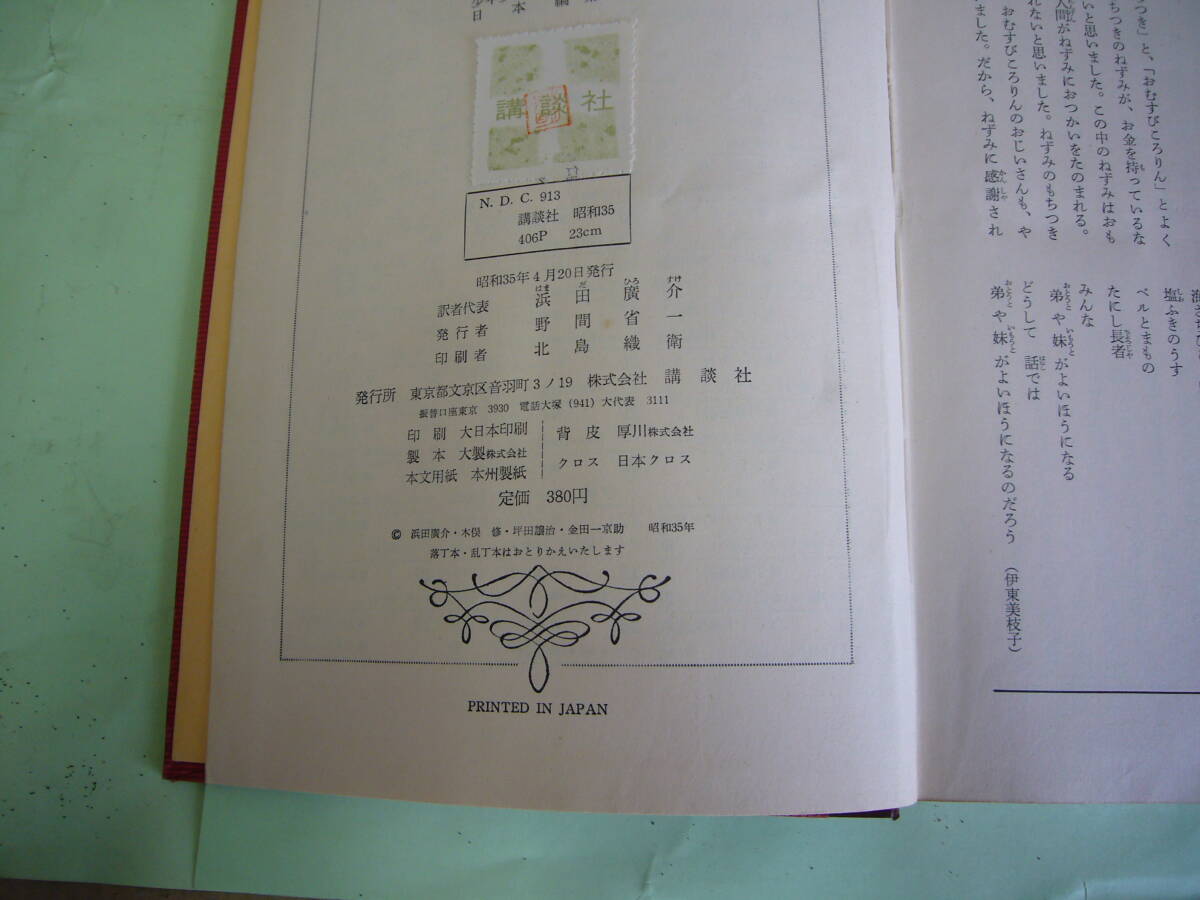 日本編
講談社
N. D. C. 913
講談社 昭和35
406P 23cm
昭和35年4月20日発行
はま だ ひろ すけ
訳者代表 浜田廣介
発行者 野間省一
印刷者 北島織衛
発行所 東京都文京区音羽町3ノ19 株式会社 講談社
振替口座東京 3930 電話大塚 (941) 大代表 3111
印刷 大日本印刷
製本 大製株式会社
本文用紙 本州製紙
背皮 厚川株式会社
クロス 日本クロス
定価 380円
© 浜田廣介・木俣 修・坪田譲治・金田一京助 昭和35年
落丁本・乱丁本はおとりかえいたします
PRINTED IN JAPAN
つき」と、「おむすびころりん」とよく
ちつきのねずみが、お金を持っているな
いと思いました。この中のねずみはおも
人間がねずみにおつかいをたのまれる。
れないと思いました。ねずみのもちつき
おむすびころりんのおじいさんも、や
ました。だから、ねずみに感謝され
塩ふきのうす
ベルとまもの
たにし長者
みんな
弟や妹がよいほうになる
どうして 話では
弟や妹がよいほうになるのだろう
(伊東美枝子)